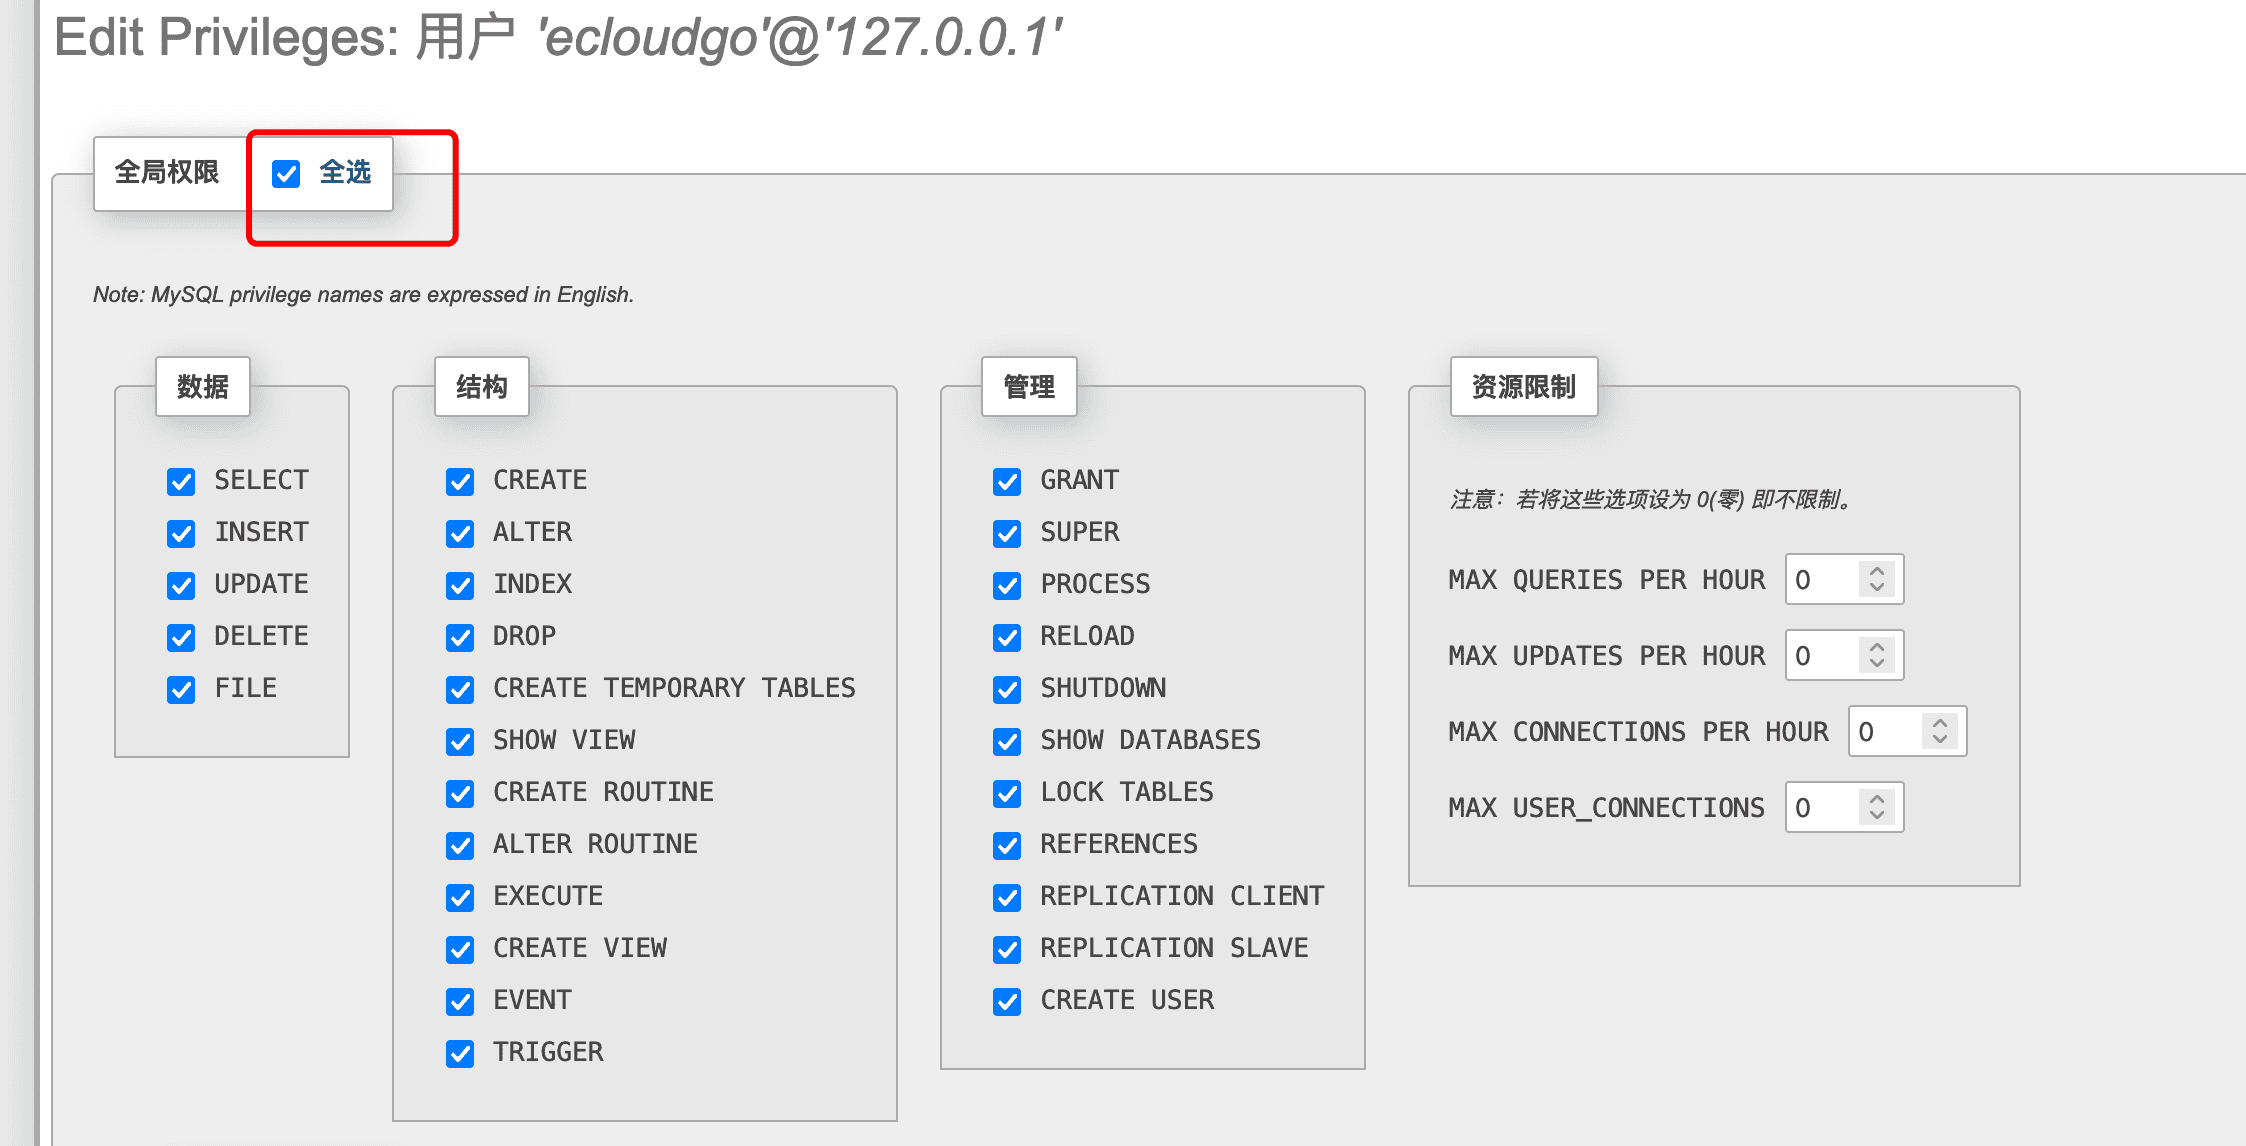 Edit Privileges: 用户 'ecloudgo'@'127.0.0.1'
全局权限 全选
Note: MySQL privilege names are expressed in English.
数据
SELECT
INSERT
UPDATE
DELETE
FILE
结构
CREATE
ALTER
INDEX
DROP
CREATE TEMPORARY TABLES
SHOW VIEW
CREATE ROUTINE
ALTER ROUTINE
EXECUTE
CREATE VIEW
EVENT
TRIGGER
管理
GRANT
SUPER
PROCESS
RELOAD
SHUTDOWN
SHOW DATABASES
LOCK TABLES
REFERENCES
REPLICATION CLIENT
REPLICATION SLAVE
CREATE USER
资源限制
注意：若将这些选项设为 0(零) 即不限制。
MAX QUERIES PER HOUR 0
MAX UPDATES PER HOUR 0
MAX CONNECTIONS PER HOUR 0
MAX USER_CONNECTIONS 0